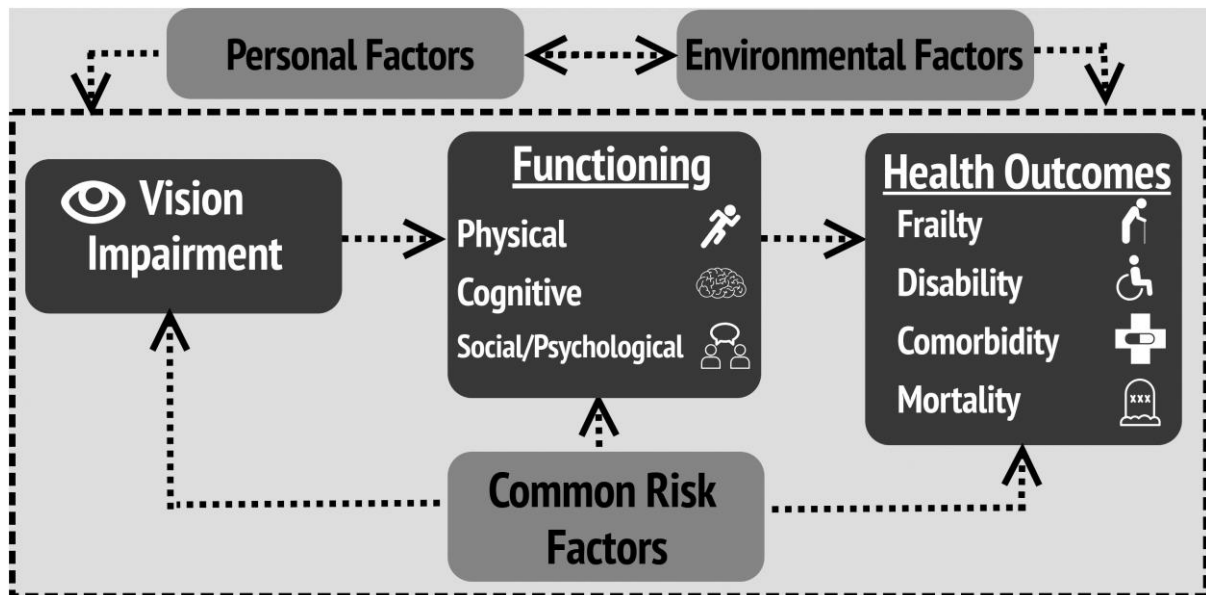 Personal Factors
Environmental Factors
Vision
Impairment
Functioning
Physical
Cognitive
Social/Psychological
Health Outcomes
Frailty
Disability
Comorbidity
Mortality
xxx
Common Risk
Factors